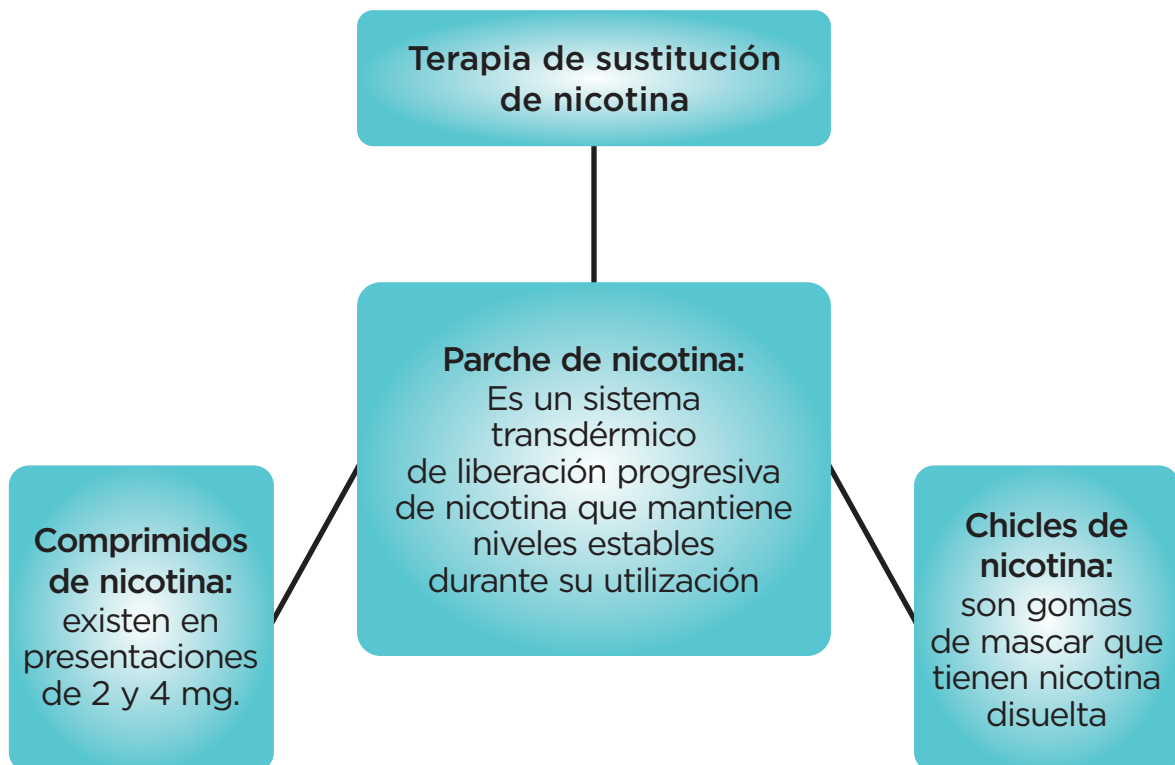 Terapia de sustitución
de nicotina
Parche de nicotina:
Es un sistema
transdérmico
de liberación progresiva
de nicotina que mantiene
niveles estables
durante su utilización
Comprimidos
de nicotina:
existen en
presentaciones
de 2 y 4 mg.
Chicles de
nicotina:
son gomas
de mascar que
tienen nicotina
disuelta